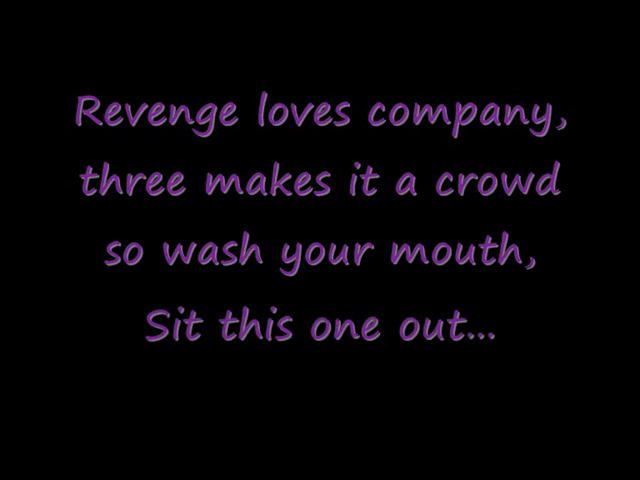 Revenge loves company,
three makes it a crowd
so wash your mouth,
Sit this one out...